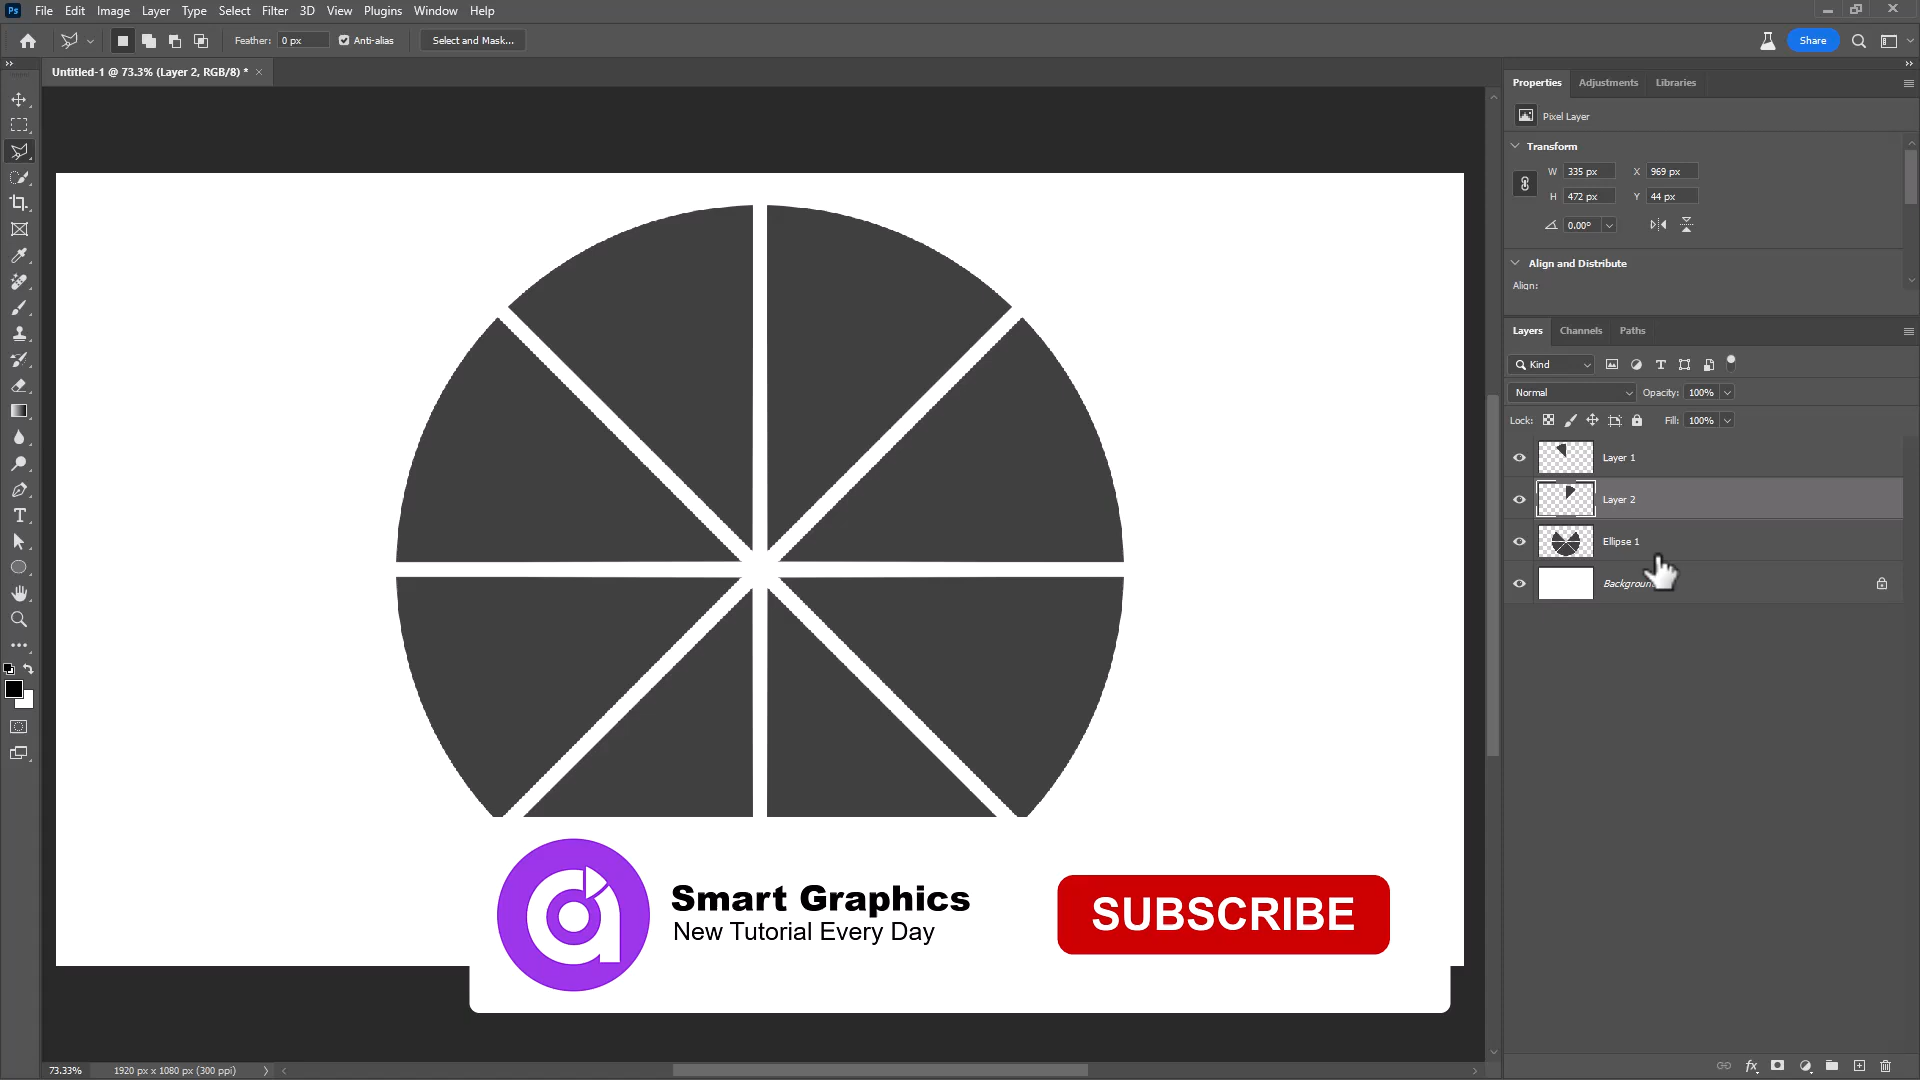 Ps File Edit Image Layer Type Select Filter 3D View Plugins Window Help
Feather: 0 px Anti-alias Select and Mask... Share
Untitled-1 @ 73.3% (Layer 2, RGB/8) * ×
Properties Adjustments Libraries
Pixel Layer
Transform
W 335 px X 969 px
H 472 px Y 44 px
0.00°
Align and Distribute
Align:
Layers Channels Paths
Kind
Normal Opacity: 100%
Lock: Fill: 100%
Layer 1
Layer 2
Ellipse 1
Background
Smart Graphics
New Tutorial Every Day
SUBSCRIBE
73.33% 1920 px x 1080 px (300 ppi)